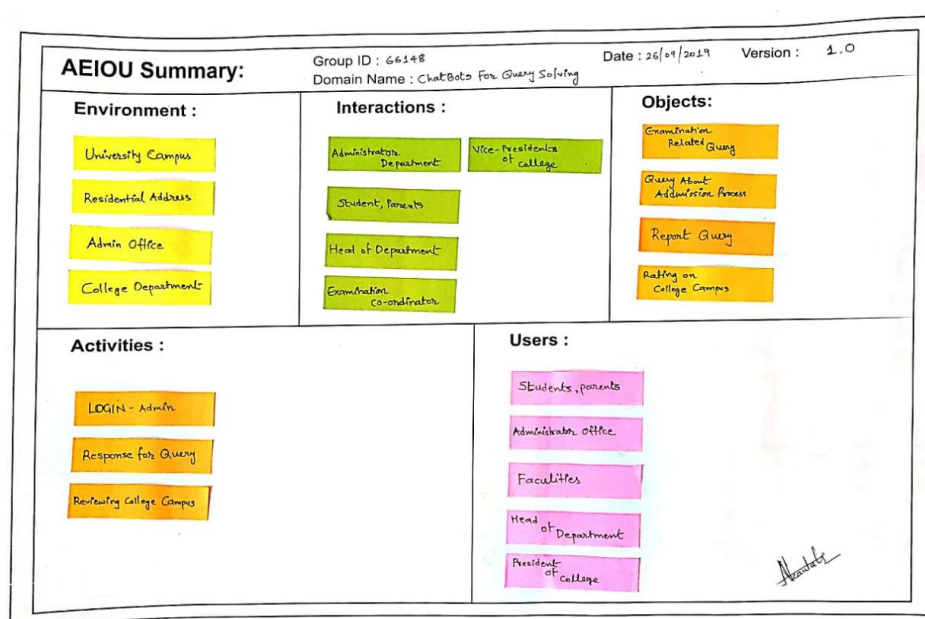 AEIOU Summary:
Group ID : 66148
Date : 26/09/2019
Version : 1.0
Domain Name : ChatBots For Query Solving
Environment :
University Campus
Residential Address
Admin Office
College Department
Interactions :
Administrator
Department
Vice-Presidents
of
College
Student, Parents
Head of Department
Examination
Co-ordinator
Objects:
Examination
Related Query
Query About
Addmission Process
Report Query
Rating on
College Campus
Activities :
LOGIN - Admin
Response for Query
Reviewing College Campus
Users :
Students, parents
Administrator Office
Faculities
Head
of Department
President
of
College